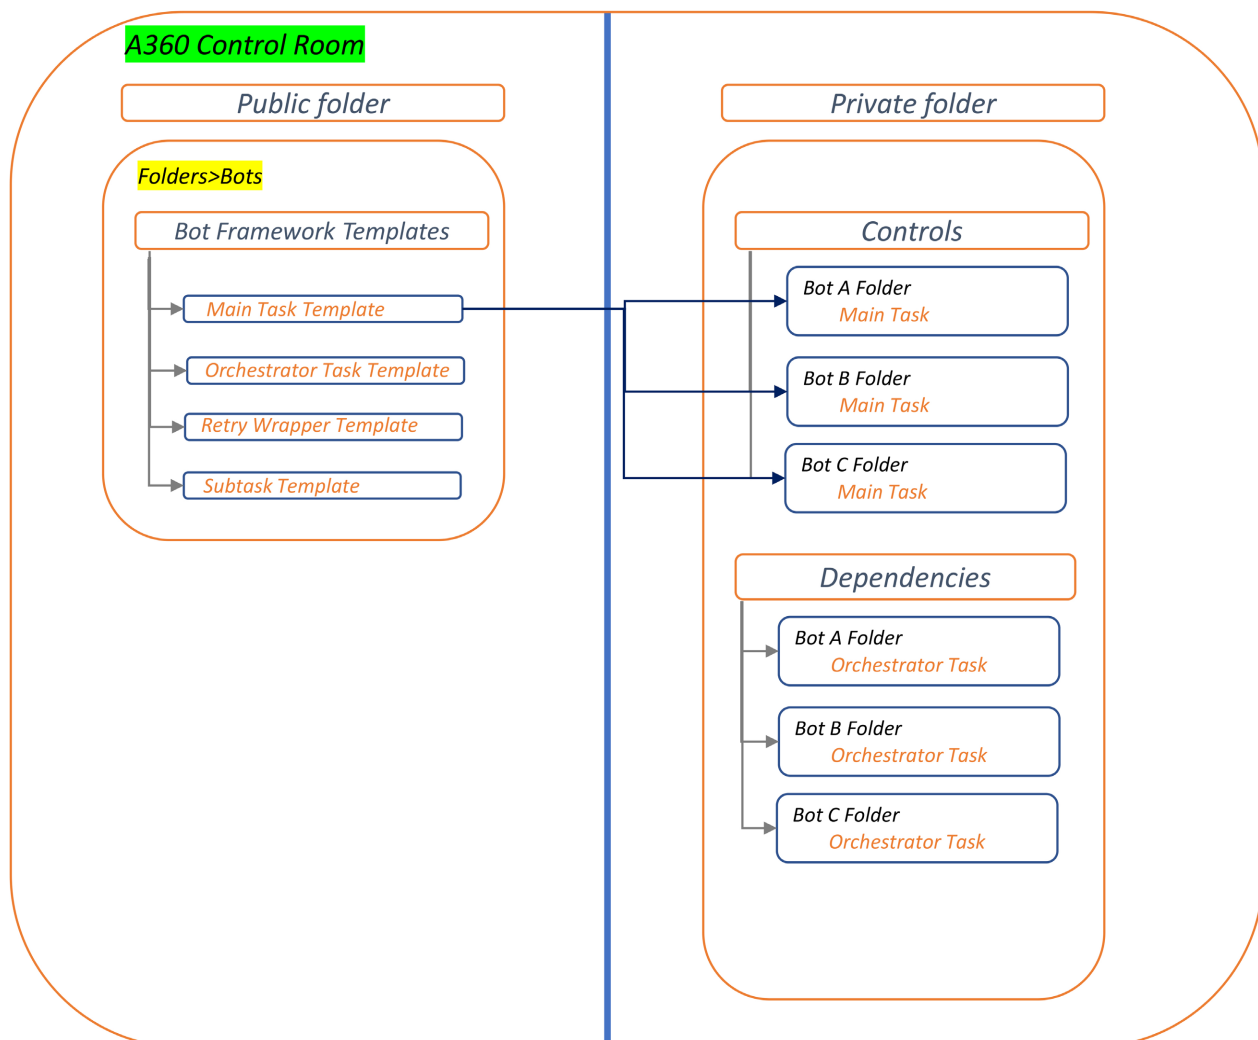 A360 Control Room
Public folder
Folders>Bots
Bot Framework Templates
Main Task Template
Orchestrator Task Template
Retry Wrapper Template
Subtask Template
Private folder
Controls
Bot A Folder
Main Task
Bot B Folder
Main Task
Bot C Folder
Main Task
Dependencies
Bot A Folder
Orchestrator Task
Bot B Folder
Orchestrator Task
Bot C Folder
Orchestrator Task